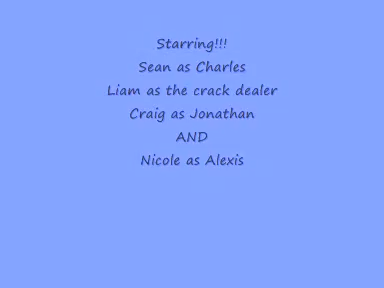 Starring!!!
Sean as Charles
Liam as the crack dealer
Craig as Jonathan
AND
Nicole as Alexis